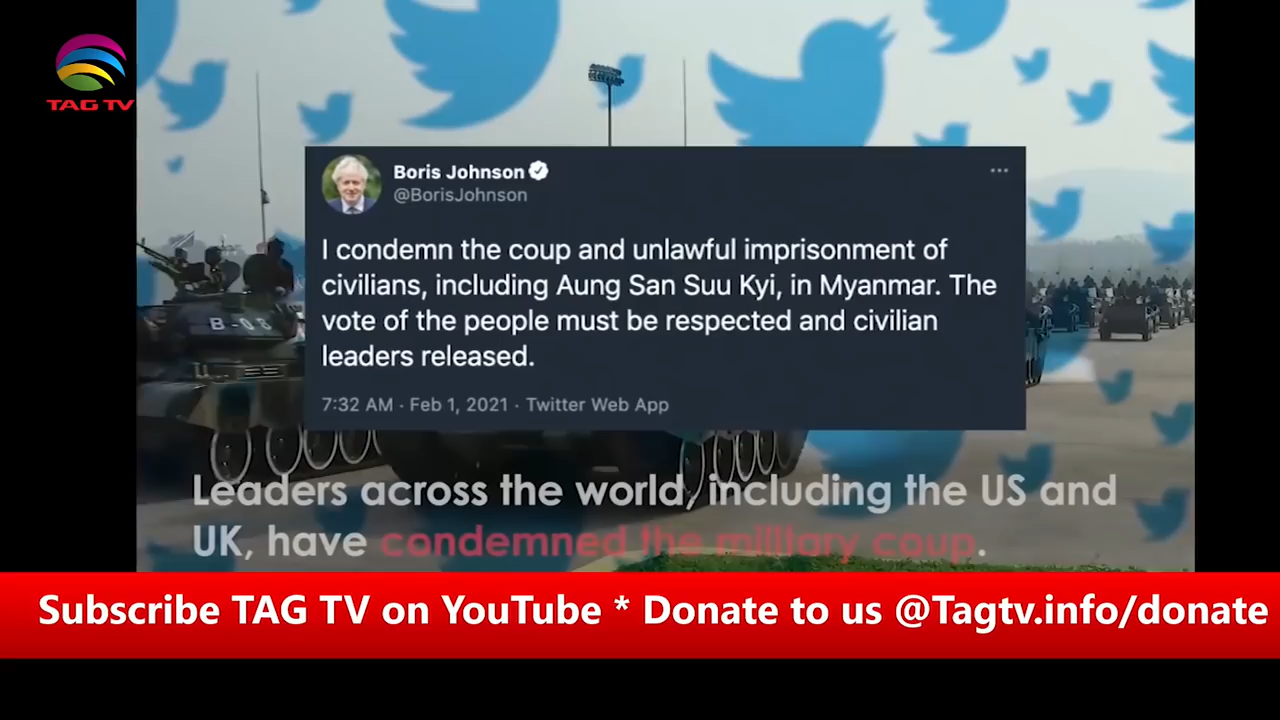 TAG TV
Boris Johnson
@BorisJohnson
I condemn the coup and unlawful imprisonment of
civilians, including Aung San Suu Kyi, in Myanmar. The
vote of the people must be respected and civilian
leaders released.
7:32 AM · Feb 1, 2021 · Twitter Web App
B-08
Leaders across the world, including the US and
UK, have condemned the military coup.
Subscribe TAG TV on YouTube * Donate to us @Tagtv.info/donate